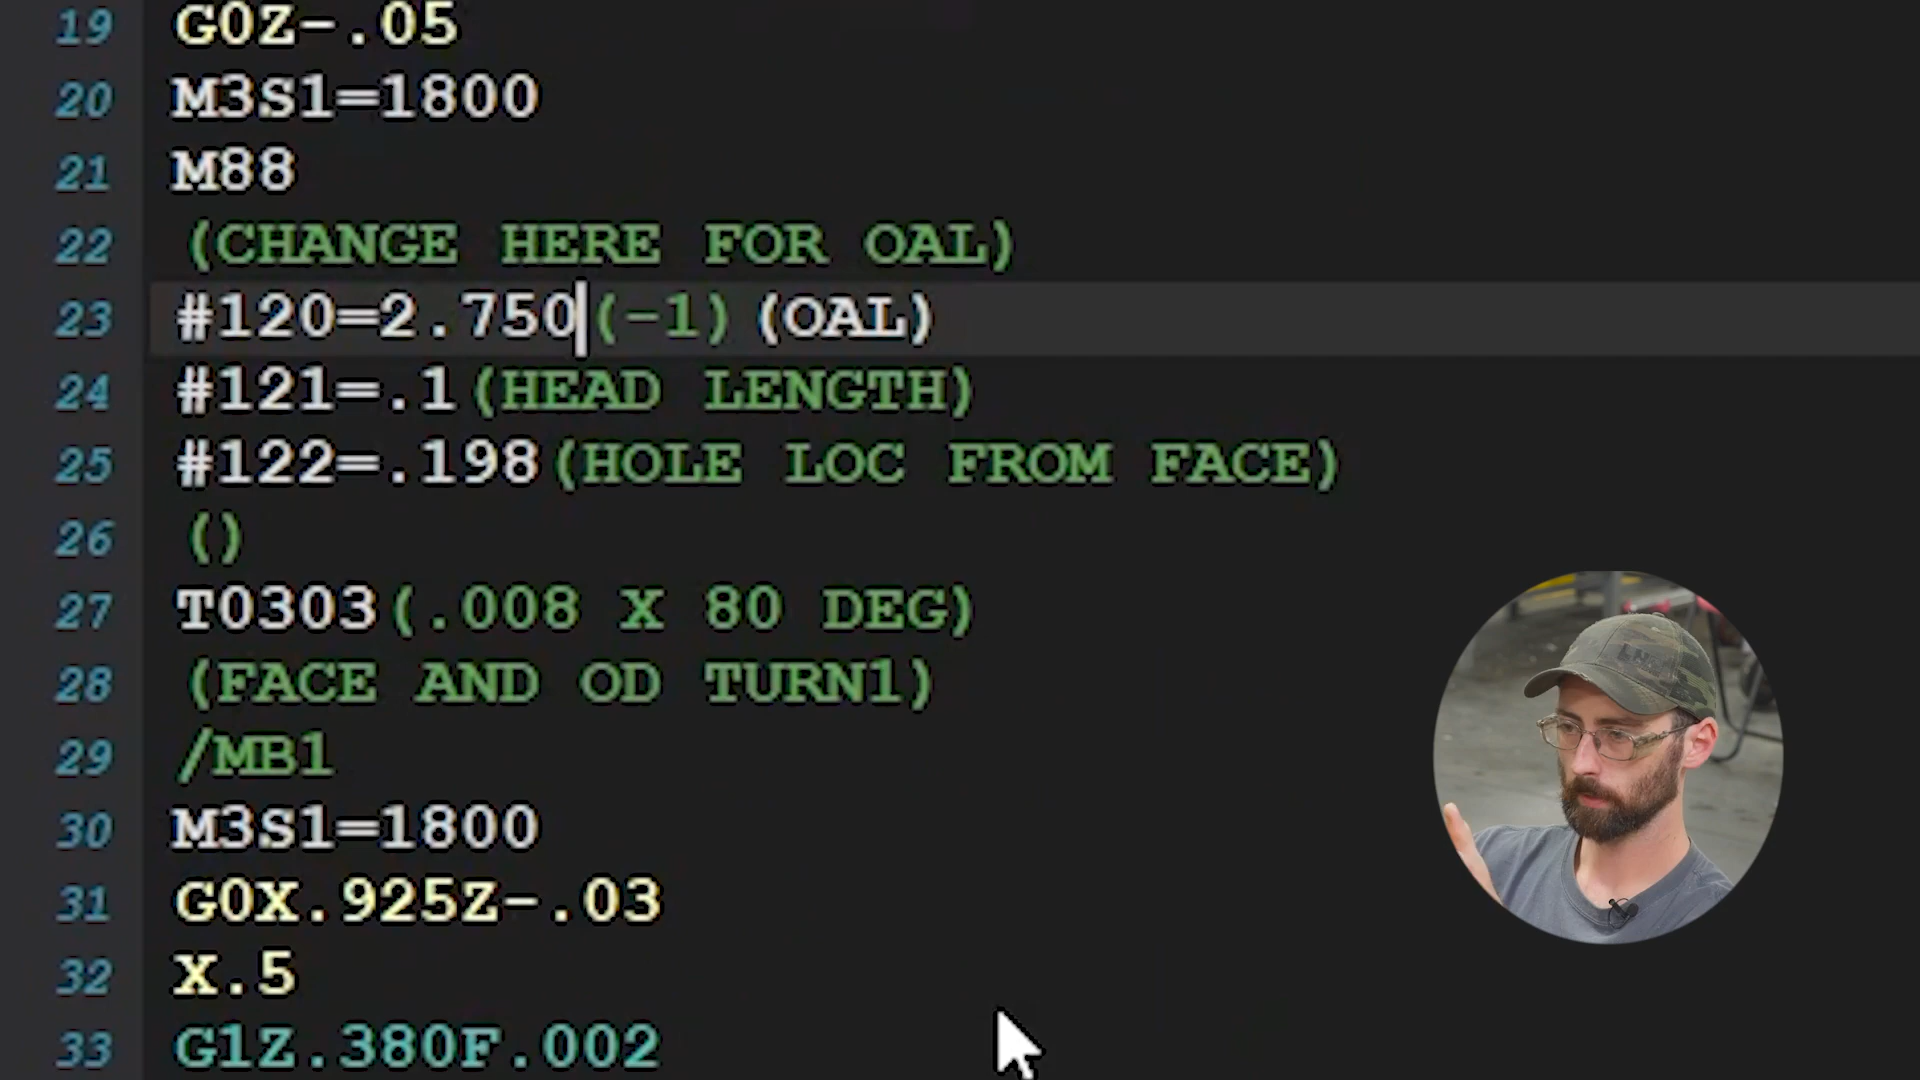 19 G0Z-.05
20 M3S1=1800
21 M88
22 (CHANGE HERE FOR OAL)
23 #120=2.750(-1)(OAL)
24 #121=.1(HEAD LENGTH)
25 #122=.198(HOLE LOC FROM FACE)
26 ()
27 T0303(.008 X 80 DEG)
28 (FACE AND OD TURN1)
29 /MB1
30 M3S1=1800
31 G0X.925Z-.03
32 X.5
33 G1Z.380F.002